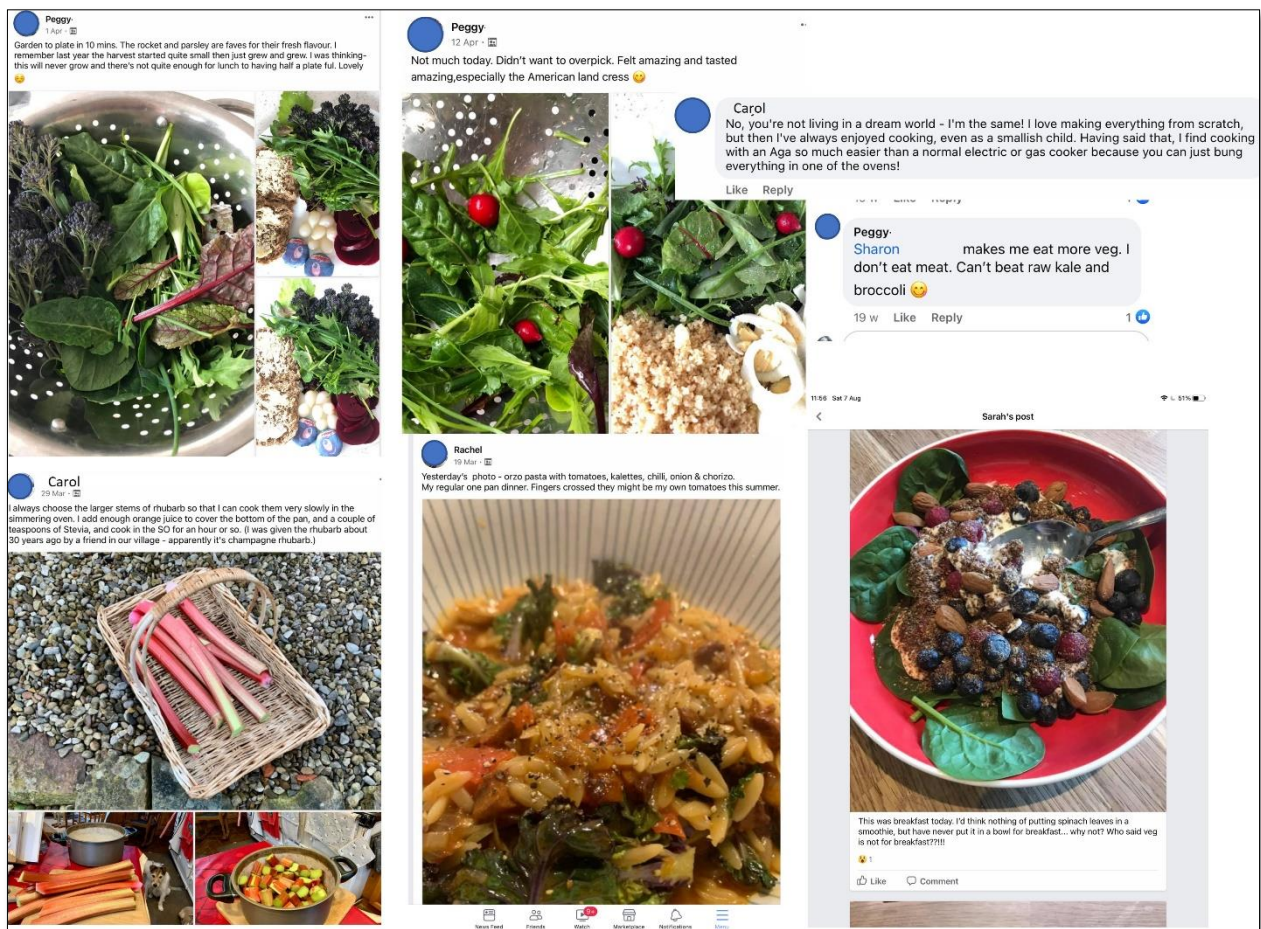 Peggy·
1 Apr ·
Garden to plate in 10 mins. The rocket and parsley are faves for their fresh flavour. I
remember last year the harvest started quite small then just grew and grew. I was thinking-
this will never grow and there's not quite enough for lunch to having half a plate ful. Lovely
😊
Peggy·
12 Apr ·
Not much today. Didn't want to overpick. Felt amazing and tasted
amazing,especially the American land cress 😋
Carol
No, you're not living in a dream world - I'm the same! I love making everything from scratch,
but then I've always enjoyed cooking, even as a smallish child. Having said that, I find cooking
with an Aga so much easier than a normal electric or gas cooker because you can just bung
everything in one of the ovens!
Like Reply
Peggy·
Sharon makes me eat more veg. I
don't eat meat. Can't beat raw kale and
broccoli 😋
19 w Like Reply 1
Carol
29 Mar ·
I always choose the larger stems of rhubarb so that I can cook them very slowly in the
simmering oven. I add enough orange juice to cover the bottom of the pan, and a couple of
teaspoons of Stevia, and cook in the SO for an hour or so. (I was given the rhubarb about
30 years ago by a friend in our village - apparently it's champagne rhubarb.)
Rachel
19 Mar ·
Yesterday's photo - orzo pasta with tomatoes, kalettes, chilli, onion & chorizo.
My regular one pan dinner. Fingers crossed they might be my own tomatoes this summer.
News Feed Friends Watch Marketplace Notifications Menu
11:56 Sat 7 Aug 51%
Sarah's post
This was breakfast today. I'd think nothing of putting spinach leaves in a
smoothie, but have never put it in a bowl for breakfast... why not? Who said veg
is not for breakfast??!!!
😮 1
Like Comment